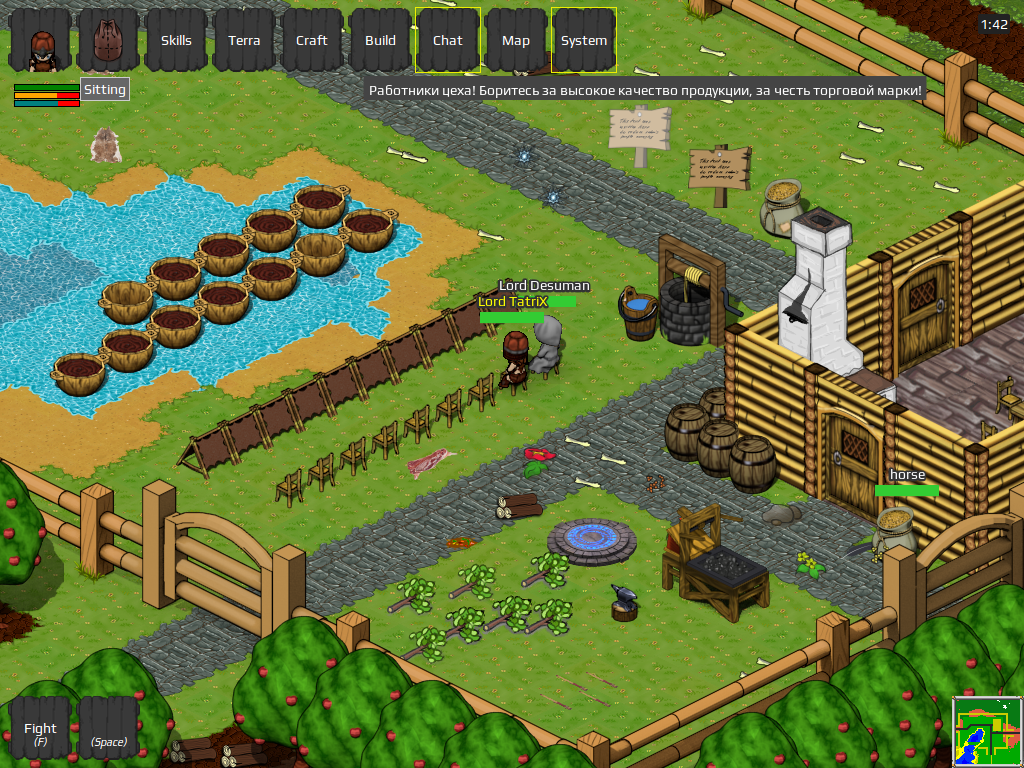 Skills
Terra
Craft
Build
Chat
Map
System
1:42
Sitting
Работники цеха! Боритесь за высокое качество продукции, за честь торговой марки!
Lord Desuman
Lord TatriX
horse
Fight
(F)
(Space)